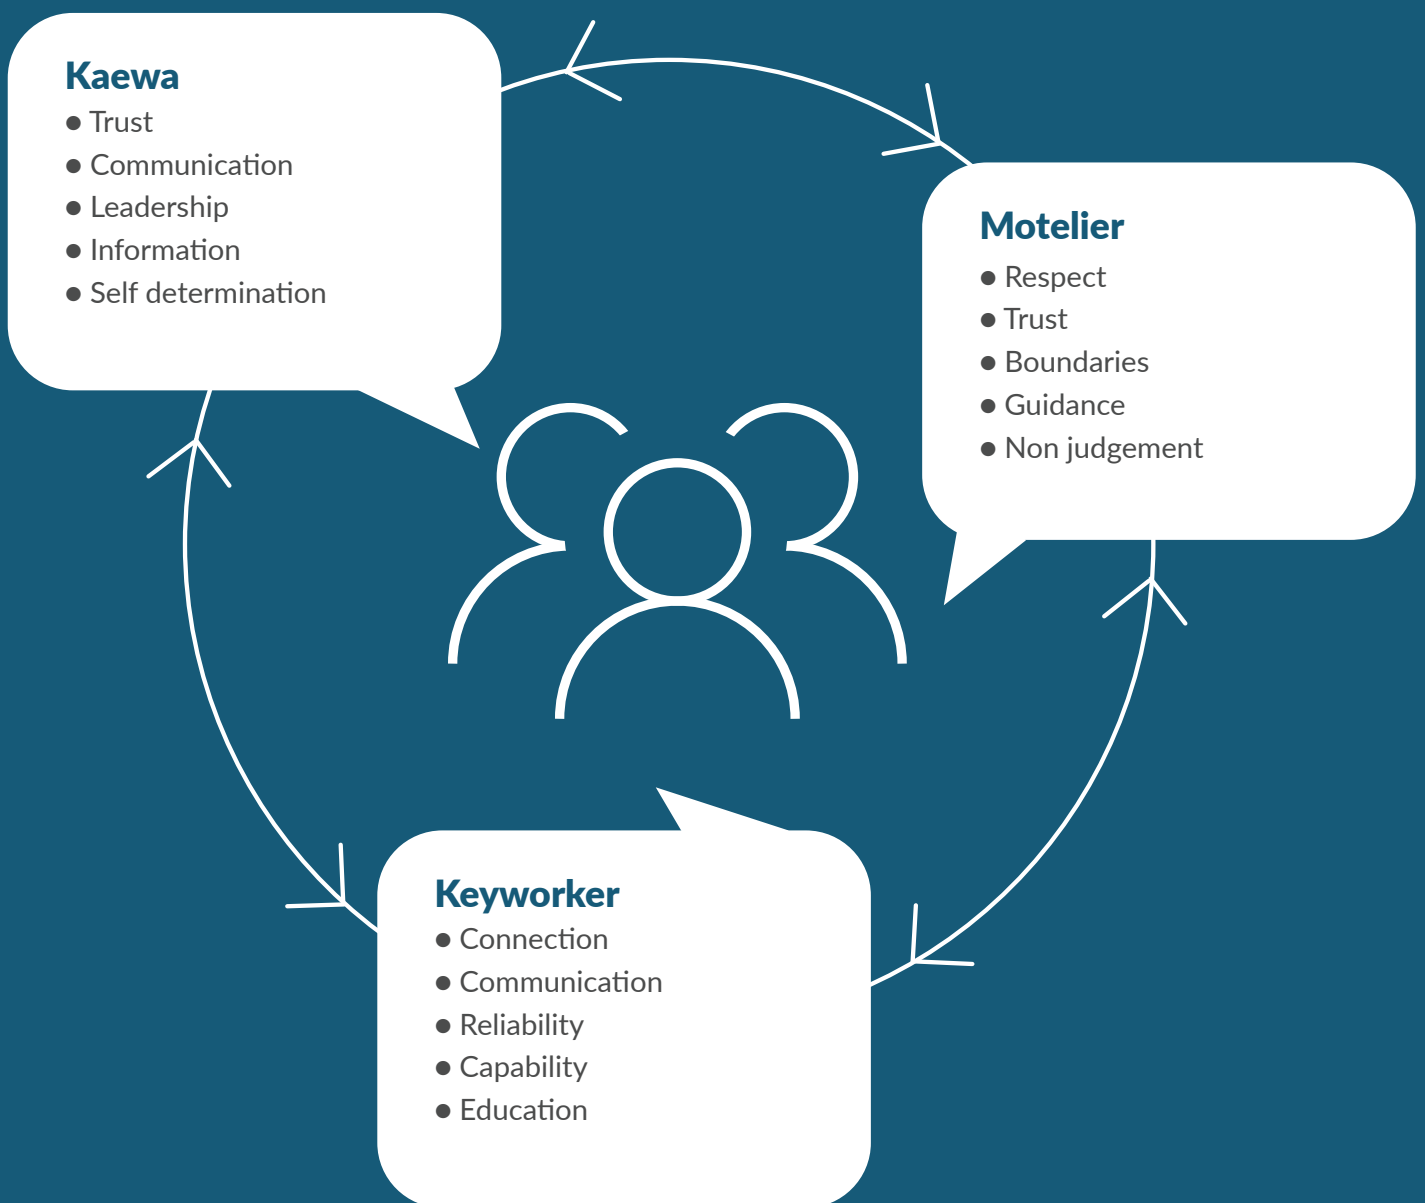 Kaewa
● Trust
● Communication
● Leadership
● Information
● Self determination
Motelier
● Respect
● Trust
● Boundaries
● Guidance
● Non judgement
Keyworker
● Connection
● Communication
● Reliability
● Capability
● Education